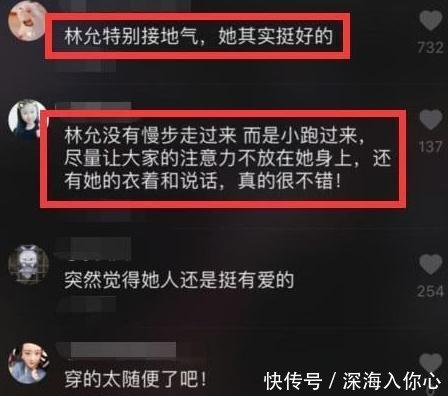 林允特别接地气，她其实挺好的
732
林允没有慢步走过来 而是小跑过来，
尽量让大家的注意力不放在她身上，还
有她的衣着和说话，真的很不错！
137
突然觉得她人还是挺有爱的
254
穿的太随便了吧！
快传号／深海入你心